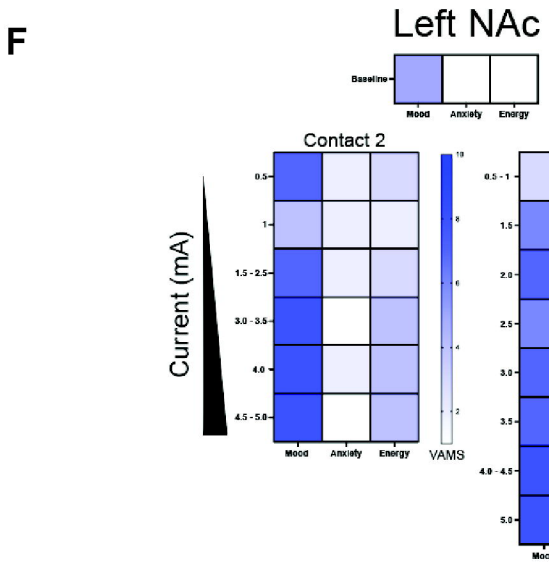 F
Left NAc
Baseline
Mood Anxiety Energy
Contact 2
Current (mA)
0.5
1
1.5 - 2.5
3.0 - 3.5
4.0
4.5 - 5.0
Mood Anxiety Energy
10
8
6
4
2
VAMS
0.5 - 1
1.5
2.0
2.5
3.0
3.5
4.0 - 4.5
5.0
Moo